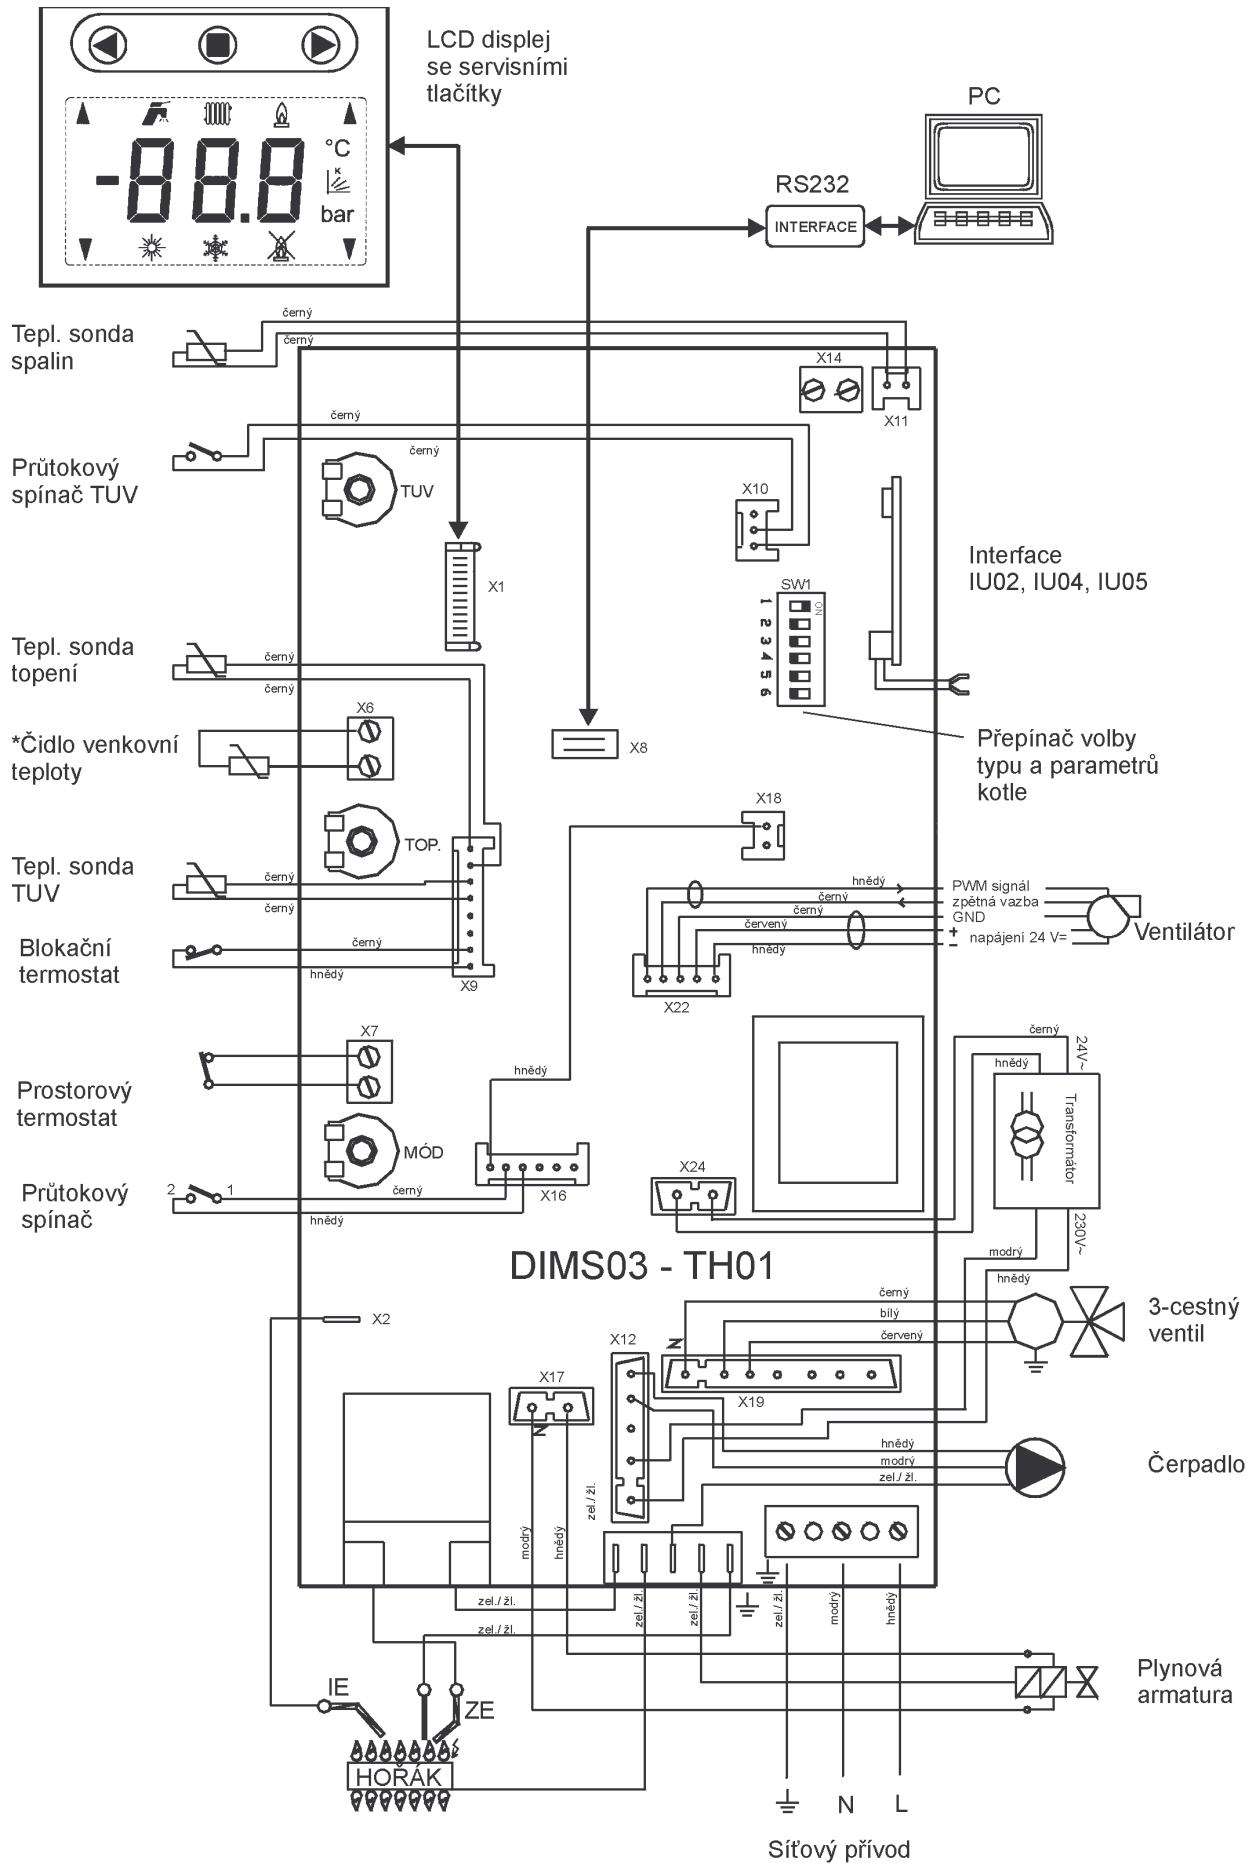 LCD displej
se servisními
tlačítky
-88.8
°C
K
bar
PC
RS232
INTERFACE
Tepl. sonda
spalin
černý
černý
X14
X11
Průtokový
spínač TUV
černý
černý
TUV
X10
X1
Interface
IU02, IU04, IU05
SW1
ON
1
2
3
4
5
6
Tepl. sonda
topení
černý
černý
X6
*Čidlo venkovní
teploty
X8
Přepínač volby
typu a parametrů
kotle
X18
TOP.
Tepl. sonda
TUV
černý
černý
hnědý
PWM signál
černý
zpětná vazba
černý
GND
červený
+
napájení 24 V=
hnědý
-
Ventilátor
Blokační
termostat
černý
hnědý
X9
X22
X7
Prostorový
termostat
hnědý
MÓD
černý
hnědý
24V~
Transformátor
230V~
X24
Průtokový
spínač
2
1
černý
hnědý
X16
modrý
hnědý
DIMS03 - TH01
X2
černý
bílý
červený
3-cestný
ventil
X12
N
X19
X17
N
hnědý
modrý
zel./ žl.
Čerpadlo
zel./ žl.
modrý
hnědý
zel./ žl.
zel./ žl.
zel./ žl.
zel./ žl.
modrý
hnědý
IE
ZE
HOŘÁK
Plynová
armatura
N
L
Síťový přívod